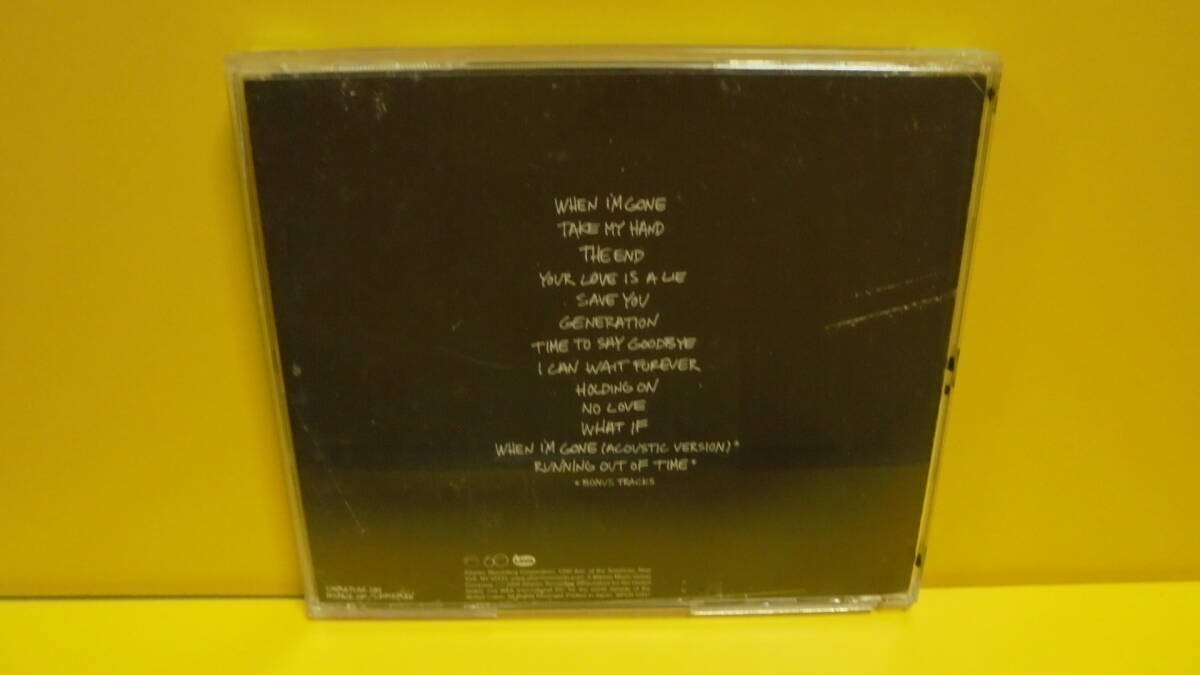 WHEN I'M GONE
TAKE MY HAND
THE END
YOUR LOVE IS A LIE
SAVE YOU
GENERATION
TIME TO SAY GOODBYE
I CAN WAIT FOREVER
HOLDING ON
NO LOVE
WHAT IF
WHEN I'M GONE (ACOUSTIC VERSION)*
RUNNING OUT OF TIME*
*BONUS TRACKS
60